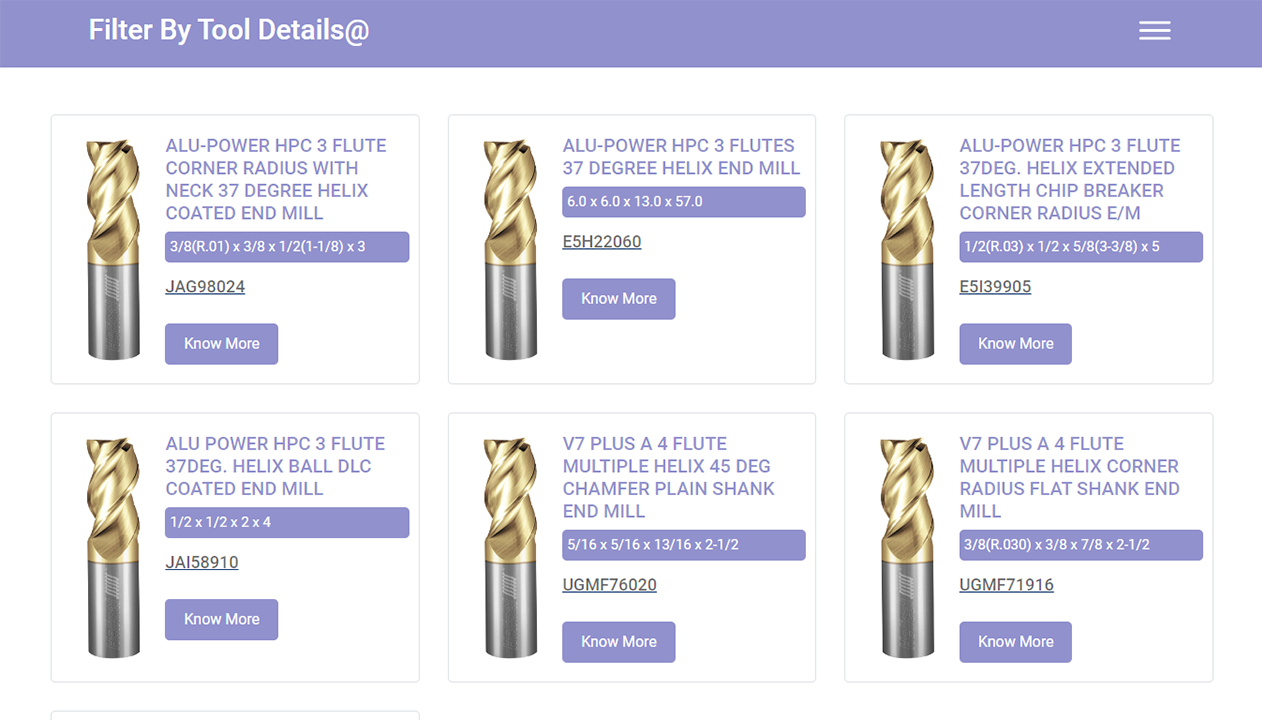 Filter By Tool Details@
ALU-POWER HPC 3 FLUTE
CORNER RADIUS WITH
NECK 37 DEGREE HELIX
COATED END MILL
3/8(R.01) x 3/8 x 1/2(1-1/8) x 3
JAG98024
Know More
ALU-POWER HPC 3 FLUTES
37 DEGREE HELIX END MILL
6.0 x 6.0 x 13.0 x 57.0
E5H22060
Know More
ALU-POWER HPC 3 FLUTE
37DEG. HELIX EXTENDED
LENGTH CHIP BREAKER
CORNER RADIUS E/M
1/2(R.03) x 1/2 x 5/8(3-3/8) x 5
E5I39905
Know More
ALU POWER HPC 3 FLUTE
37DEG. HELIX BALL DLC
COATED END MILL
1/2 x 1/2 x 2 x 4
JAI58910
Know More
V7 PLUS A 4 FLUTE
MULTIPLE HELIX 45 DEG
CHAMFER PLAIN SHANK
END MILL
5/16 x 5/16 x 13/16 x 2-1/2
UGMF76020
Know More
V7 PLUS A 4 FLUTE
MULTIPLE HELIX CORNER
RADIUS FLAT SHANK END
MILL
3/8(R.030) x 3/8 x 7/8 x 2-1/2
UGMF71916
Know More